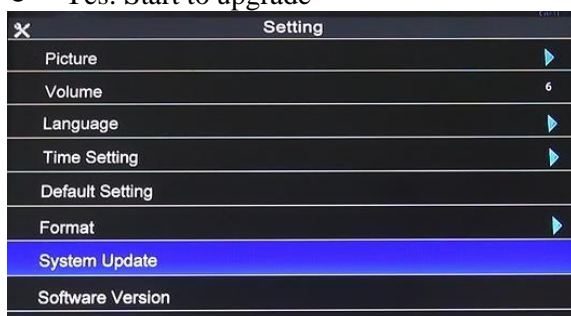 Yes: Start to upgrade
Setting
Picture
Volume 6
Language
Time Setting
Default Setting
Format
System Update
Software Version